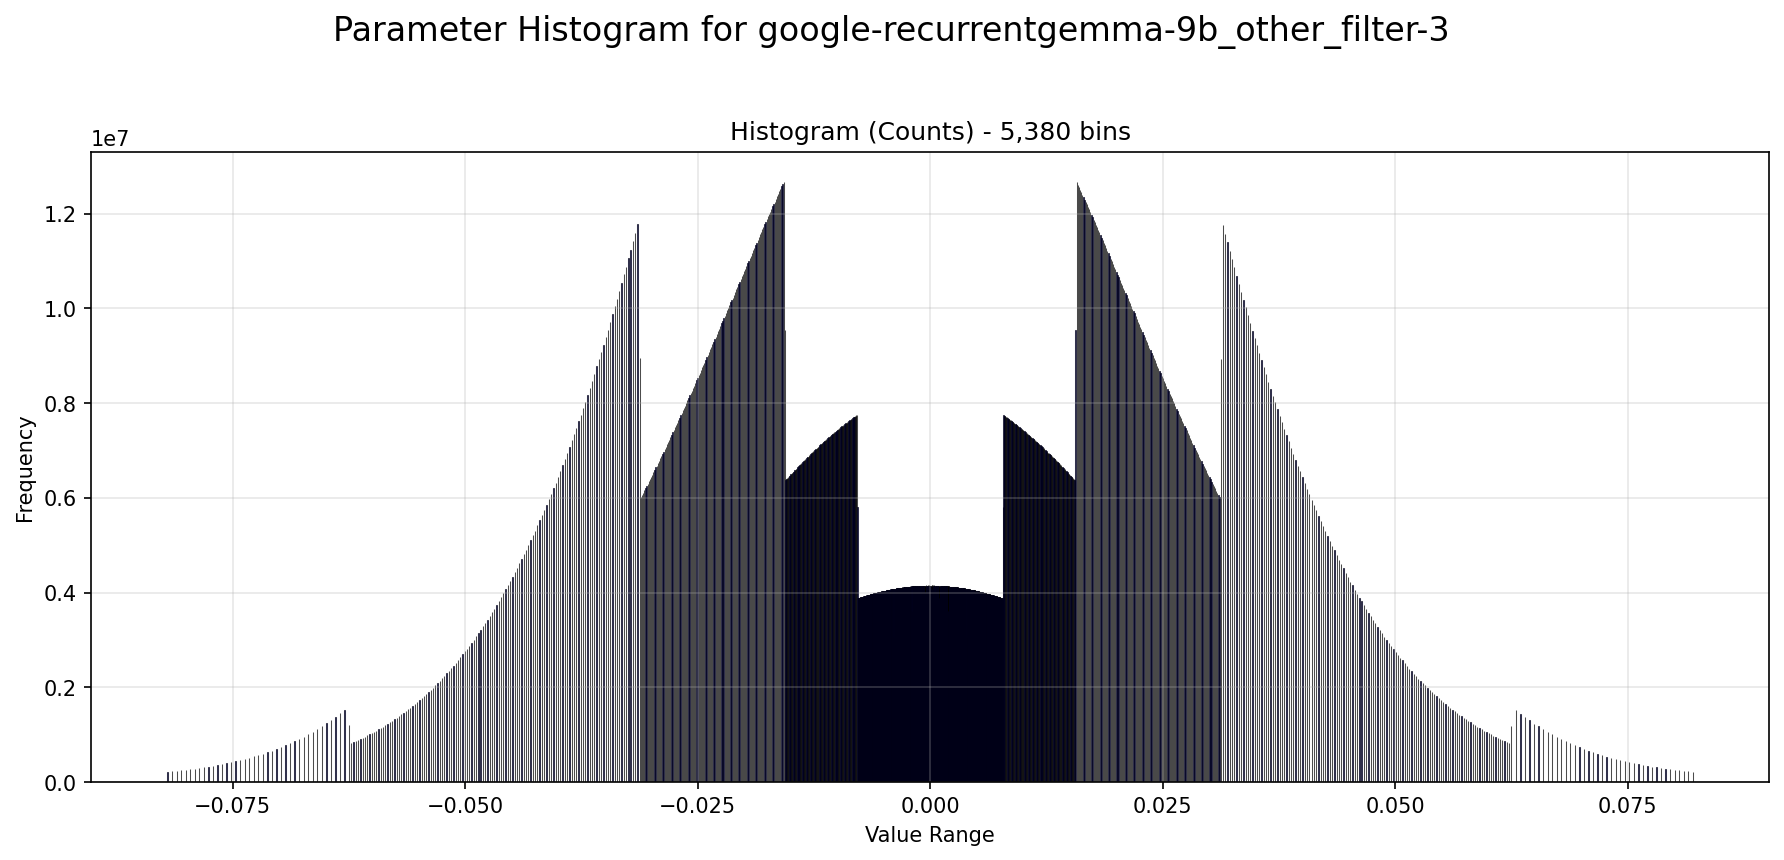 Parameter Histogram for google-recurrentgemma-9b_other_filter-3
Histogram (Counts) - 5,380 bins
1e7
1.2
1.0
0.8
0.6
0.4
0.2
0.0
Frequency
−0.075 −0.050 −0.025 0.000 0.025 0.050 0.075
Value Range